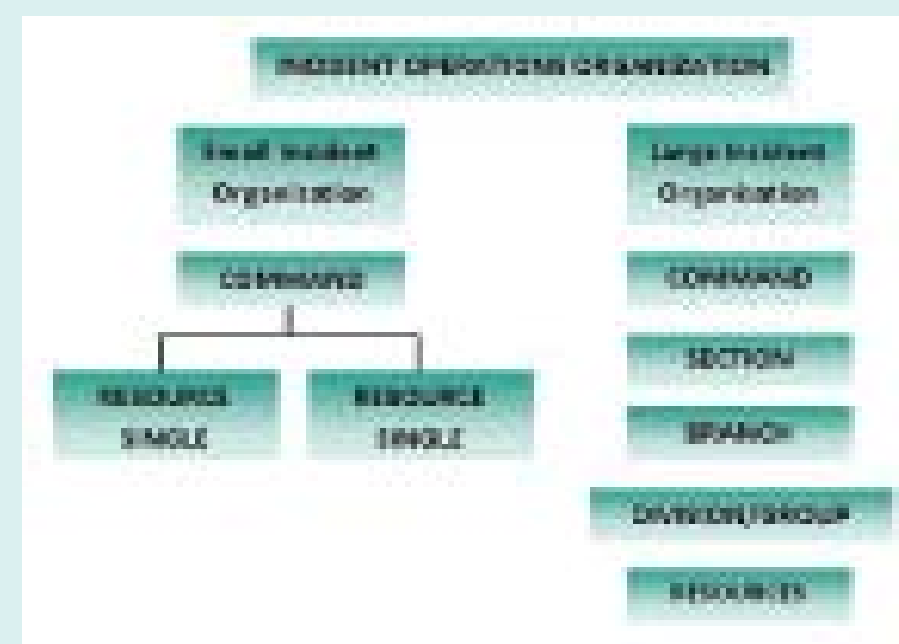 INCIDENT OPERATIONS ORGANIZATION
Small Incident
Organization
COMMAND
RESOURCE
SINGLE
RESOURCE
SINGLE
Large Incident
Organization
COMMAND
SECTION
BRANCH
DIVISION/GROUP
RESOURCES